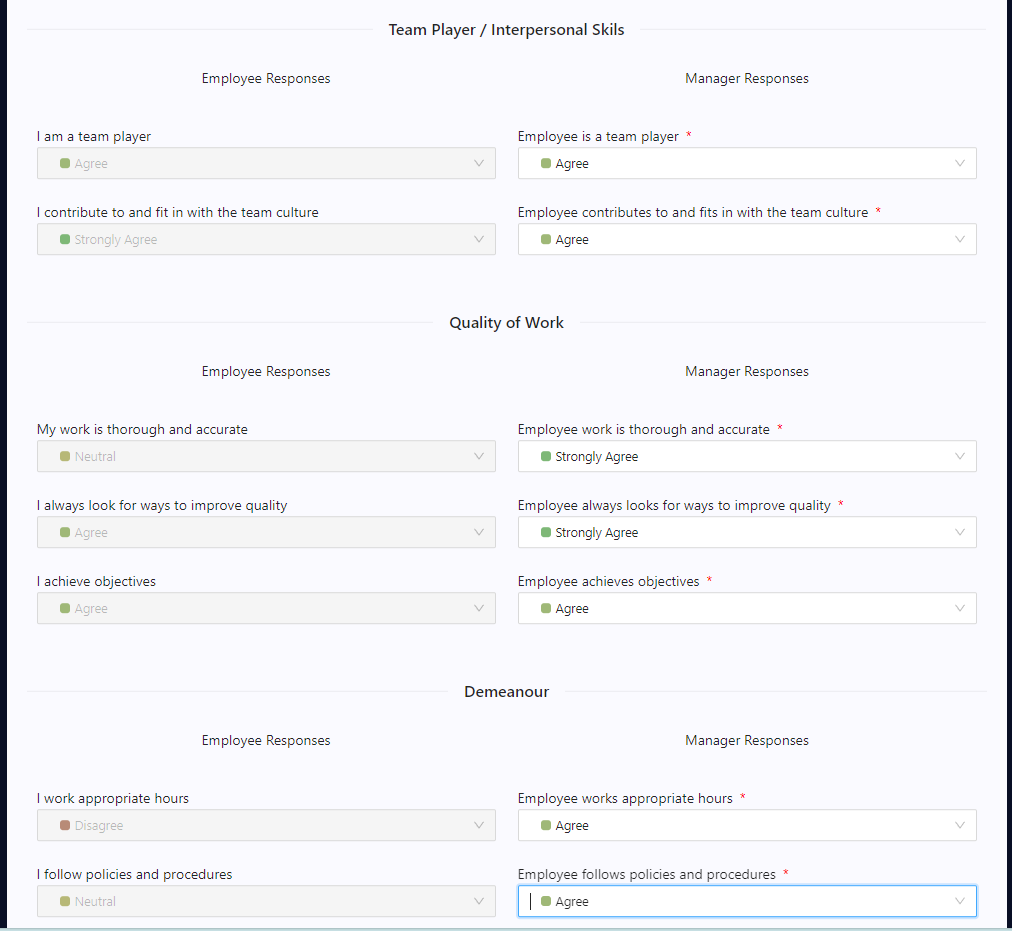 Team Player / Interpersonal Skils
Employee Responses Manager Responses
I am a team player Employee is a team player *
Agree Agree
I contribute to and fit in with the team culture Employee contributes to and fits in with the team culture *
Strongly Agree Agree
Quality of Work
Employee Responses Manager Responses
My work is thorough and accurate Employee work is thorough and accurate *
Neutral Strongly Agree
I always look for ways to improve quality Employee always looks for ways to improve quality *
Agree Strongly Agree
I achieve objectives Employee achieves objectives *
Agree Agree
Demeanour
Employee Responses Manager Responses
I work appropriate hours Employee works appropriate hours *
Disagree Agree
I follow policies and procedures Employee follows policies and procedures *
Neutral Agree